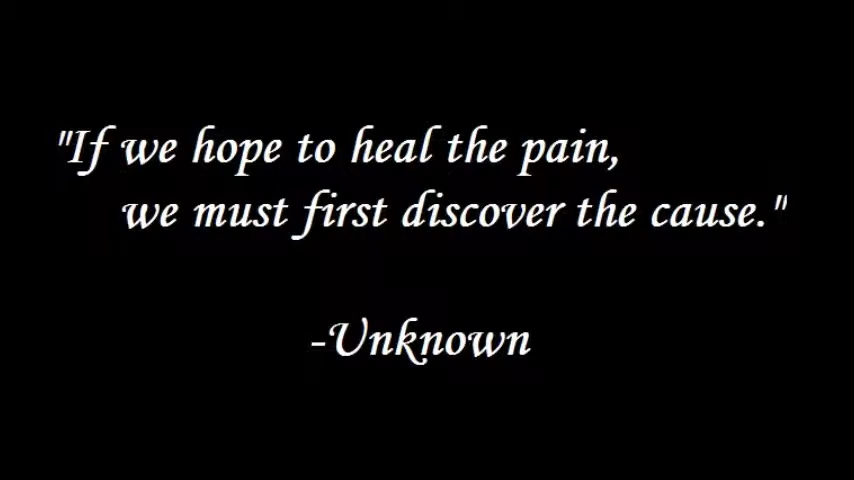 "If we hope to heal the pain,
we must first discover the cause."
-Unknown